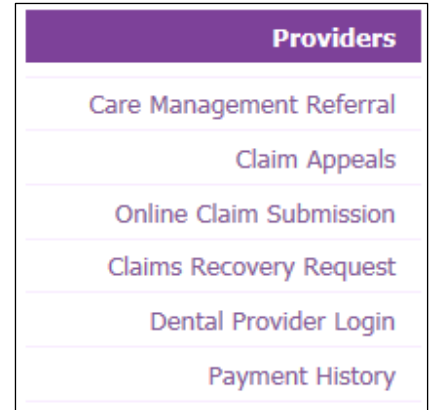 Providers
Care Management Referral
Claim Appeals
Online Claim Submission
Claims Recovery Request
Dental Provider Login
Payment History